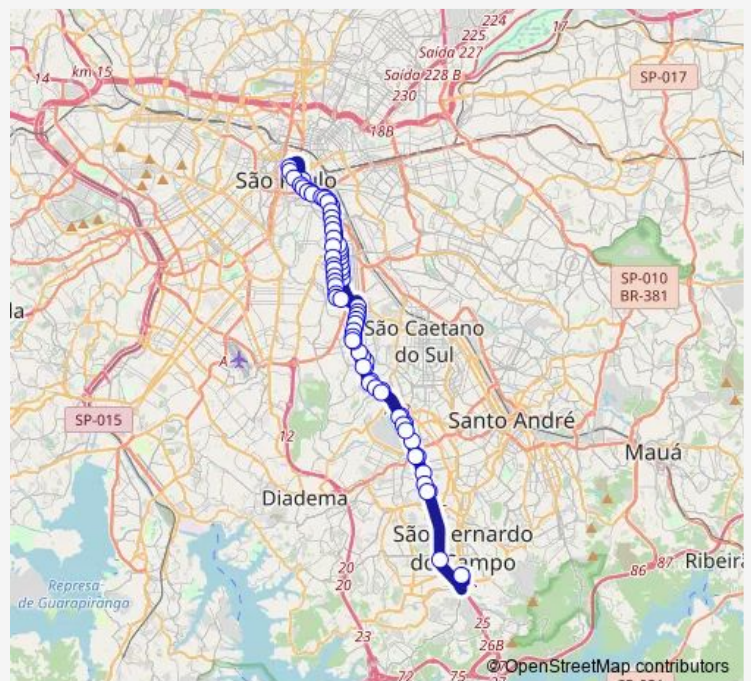 224
17
225
Saída 227
14
km 15
Saída 228 B
SP-017
230
18B
São Paulo
SP-010
BR-381
la
São Caetano
do Sul
A
SP-015
Santo André
12
Mauá
Diadema
São Bernardo
do Campo
Ribeirã
20
20
86
87
Represa
de Guarapiranga
25
23
26B
72
75
© OpenStreetMap contributors